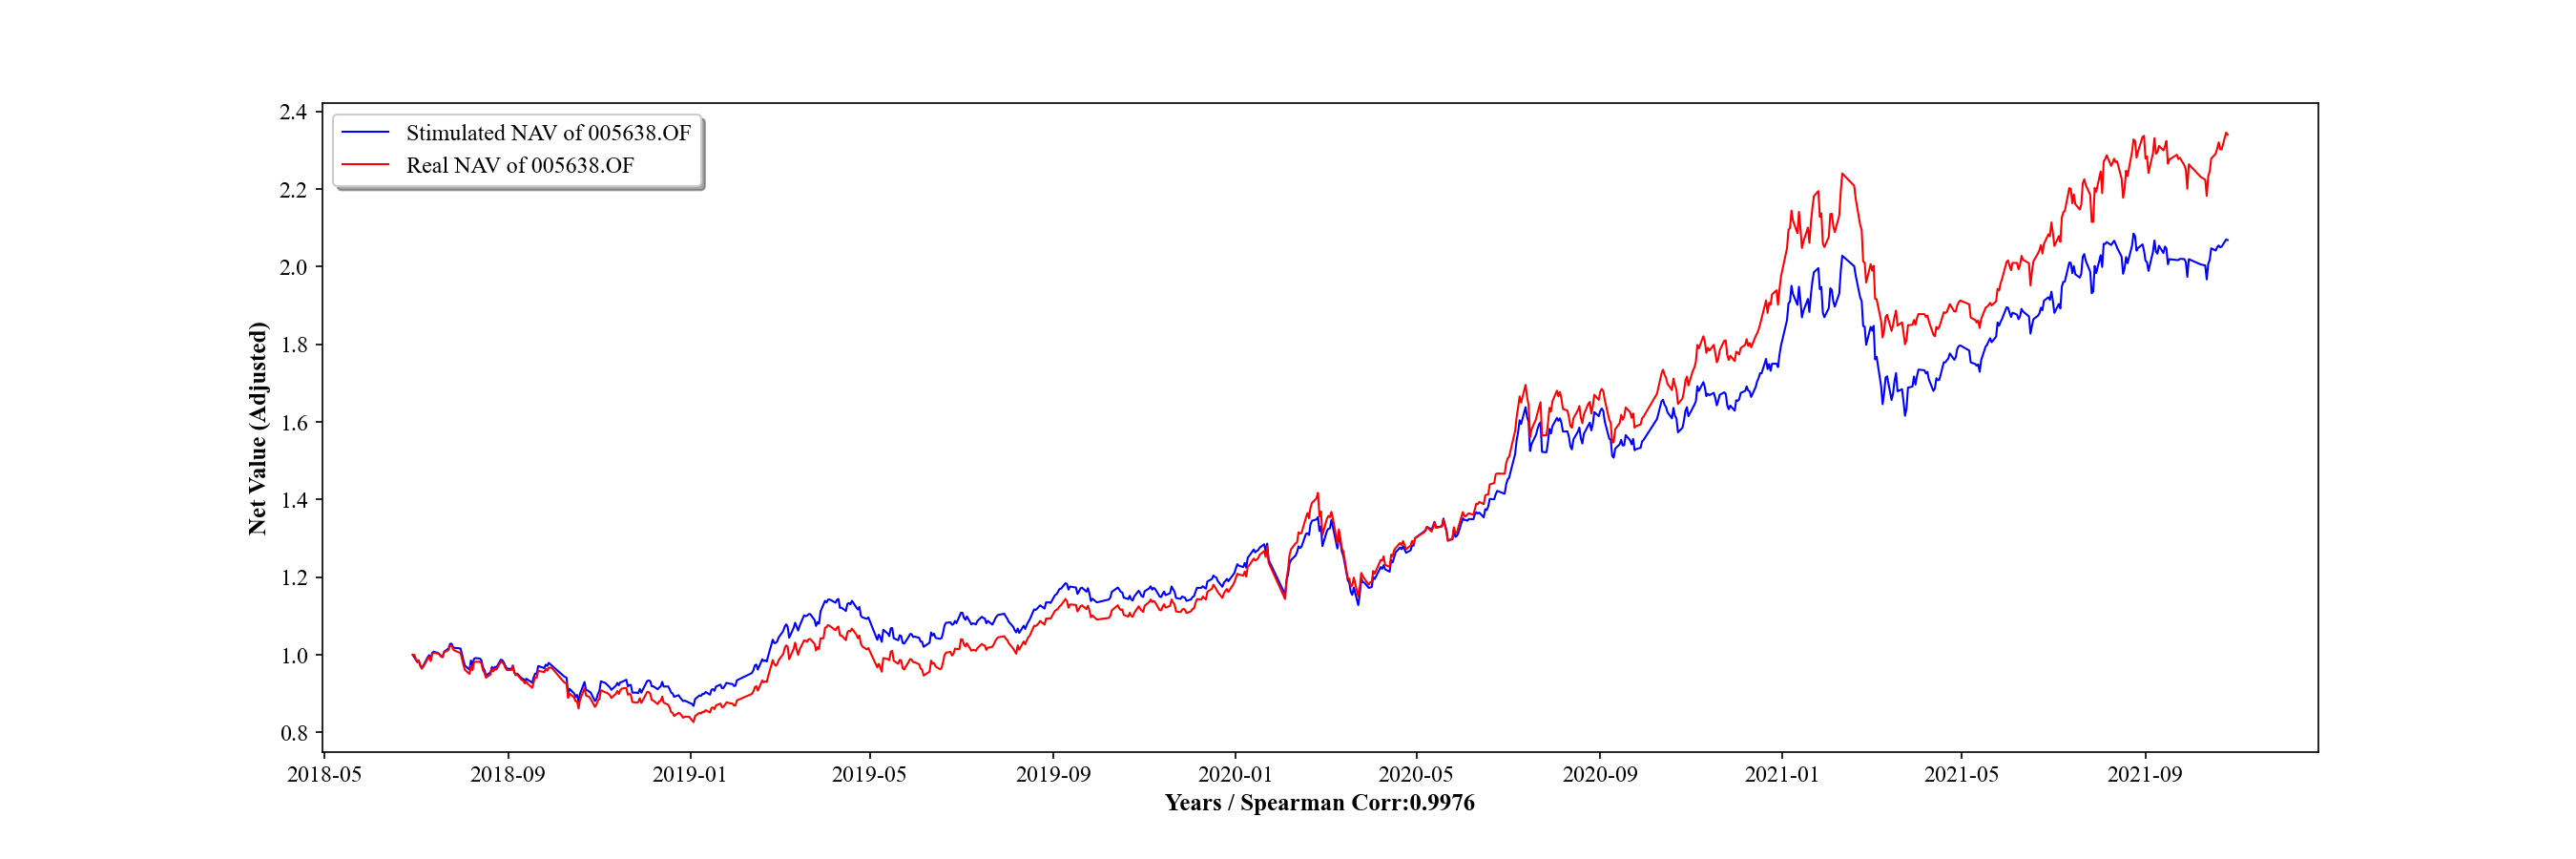 Stimulated NAV of 005638.OF
Real NAV of 005638.OF
2.4
2.2
2.0
1.8
1.6
1.4
1.2
1.0
0.8
Net Value (Adjusted)
2018-05 2018-09 2019-01 2019-05 2019-09 2020-01 2020-05 2020-09 2021-01 2021-05 2021-09
Years / Spearman Corr:0.9976